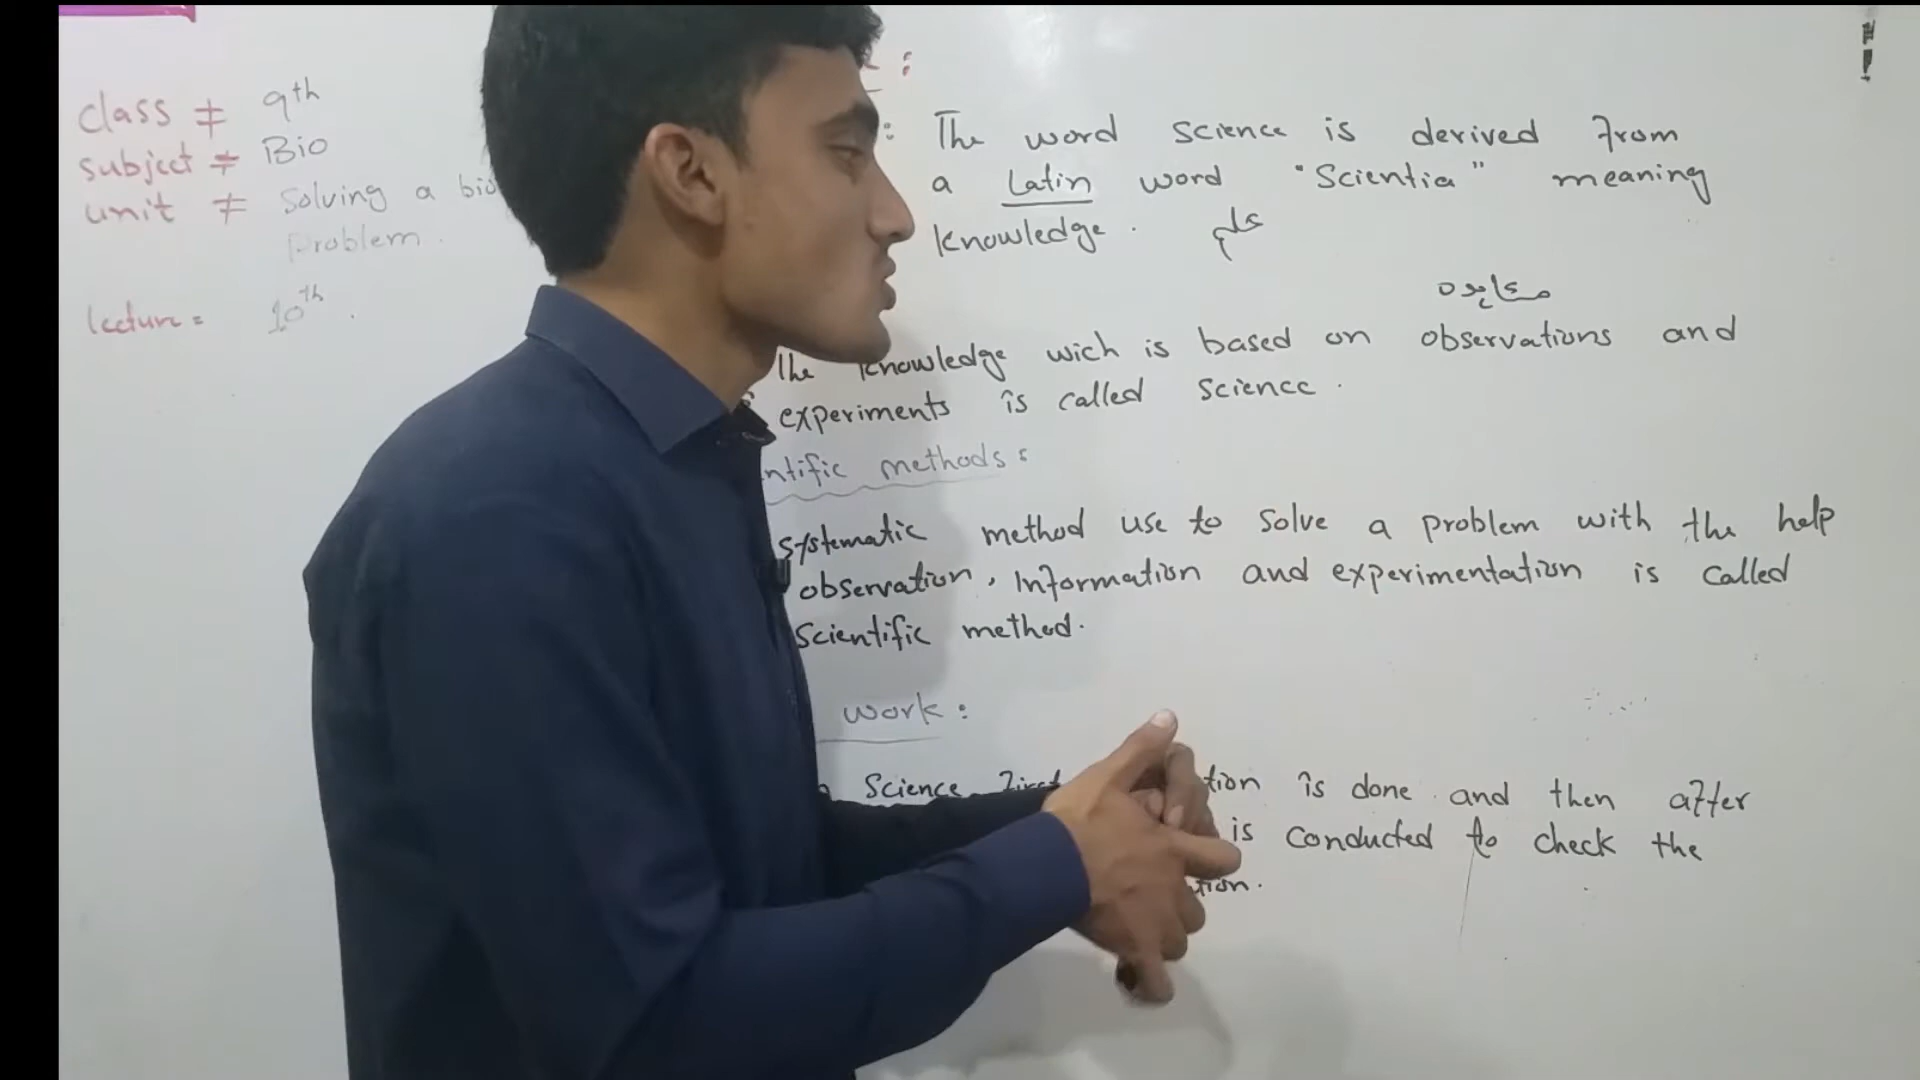 class ≠ 9th
subject ≠ Bio
unit ≠ Solving a bio
problem.
lecture = 10th.
: The word science is derived from
a Latin word "Scientia" meaning
knowledge. علم
The knowledge wich is based on observations and
experiments is called science.
ntific methods:
systematic method use to solve a problem with the help
observation, Information and experimentation is called
scientific method.
work:
Science first tion is done and then after
is conducted to check the
tion.